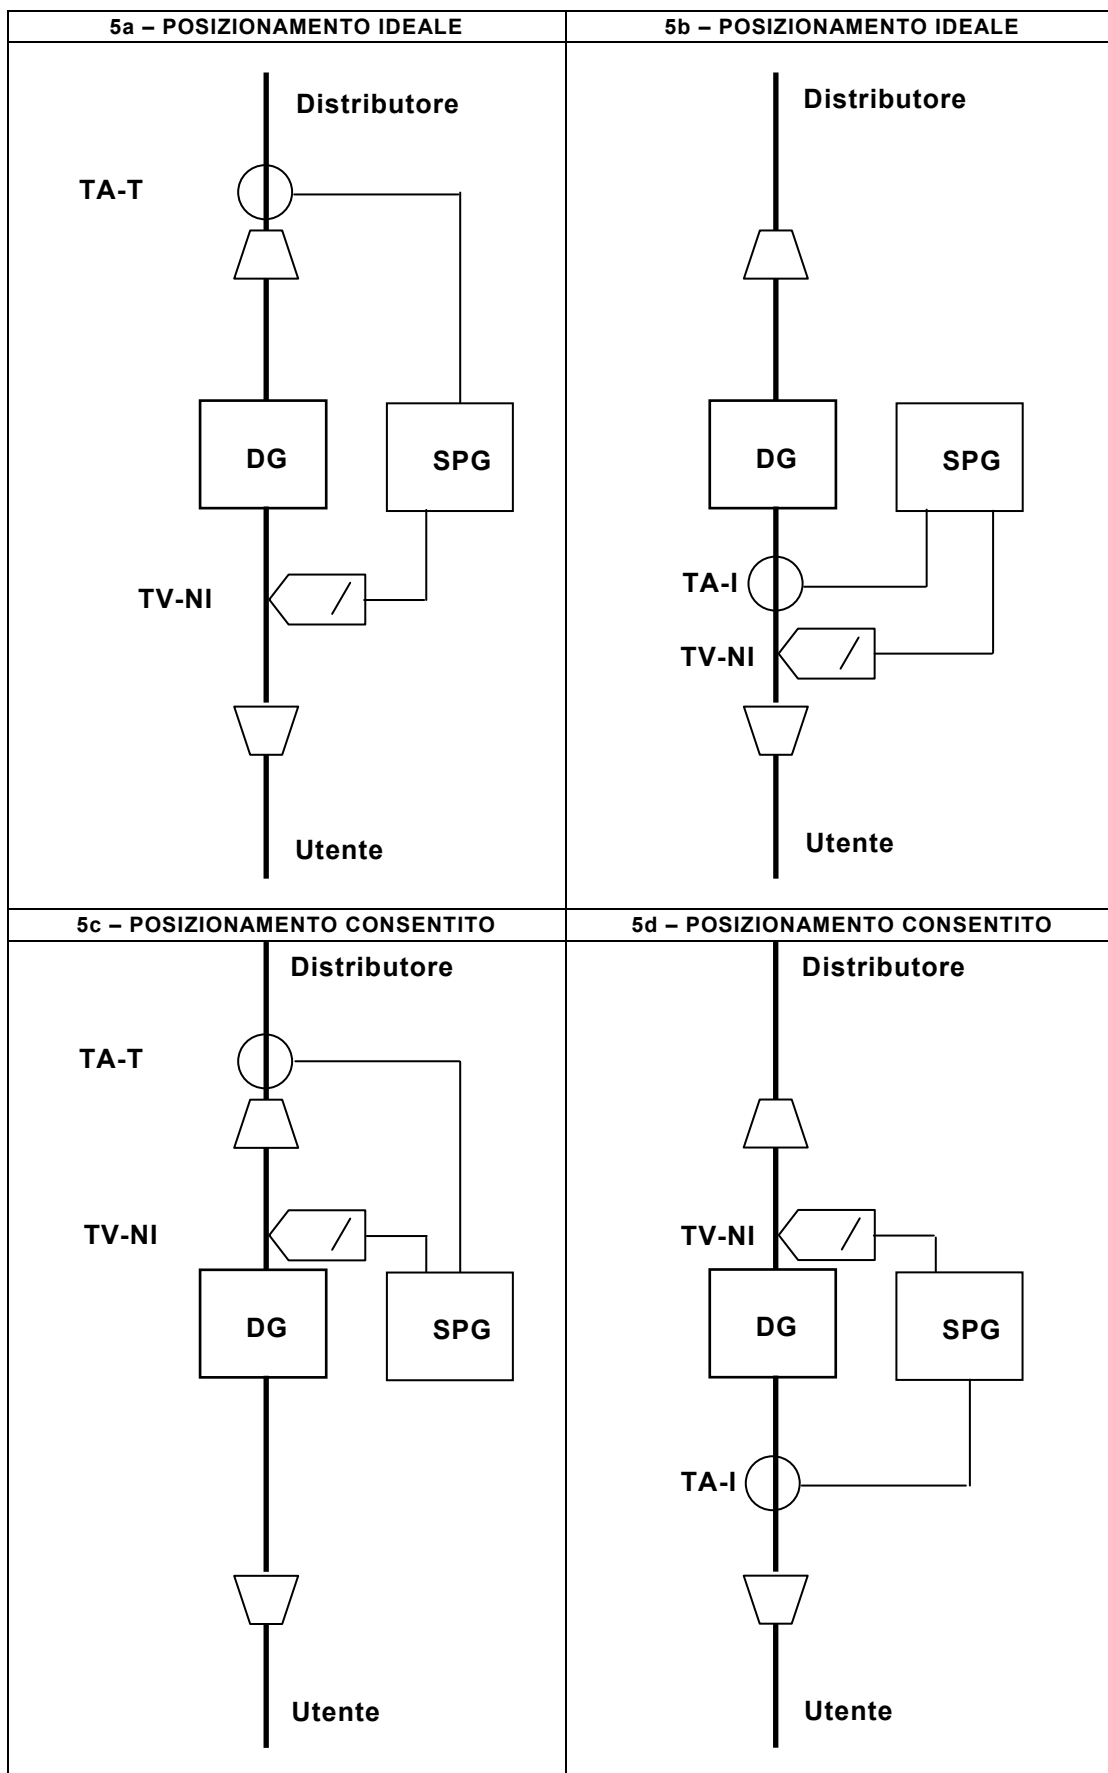 5a – POSIZIONAMENTO IDEALE
Distributore
TA-T
DG
SPG
TV-NI
Utente
5b – POSIZIONAMENTO IDEALE
Distributore
DG
SPG
TA-I
TV-NI
Utente
5c – POSIZIONAMENTO CONSENTITO
Distributore
TA-T
TV-NI
DG
SPG
Utente
5d – POSIZIONAMENTO CONSENTITO
Distributore
TV-NI
DG
SPG
TA-I
Utente